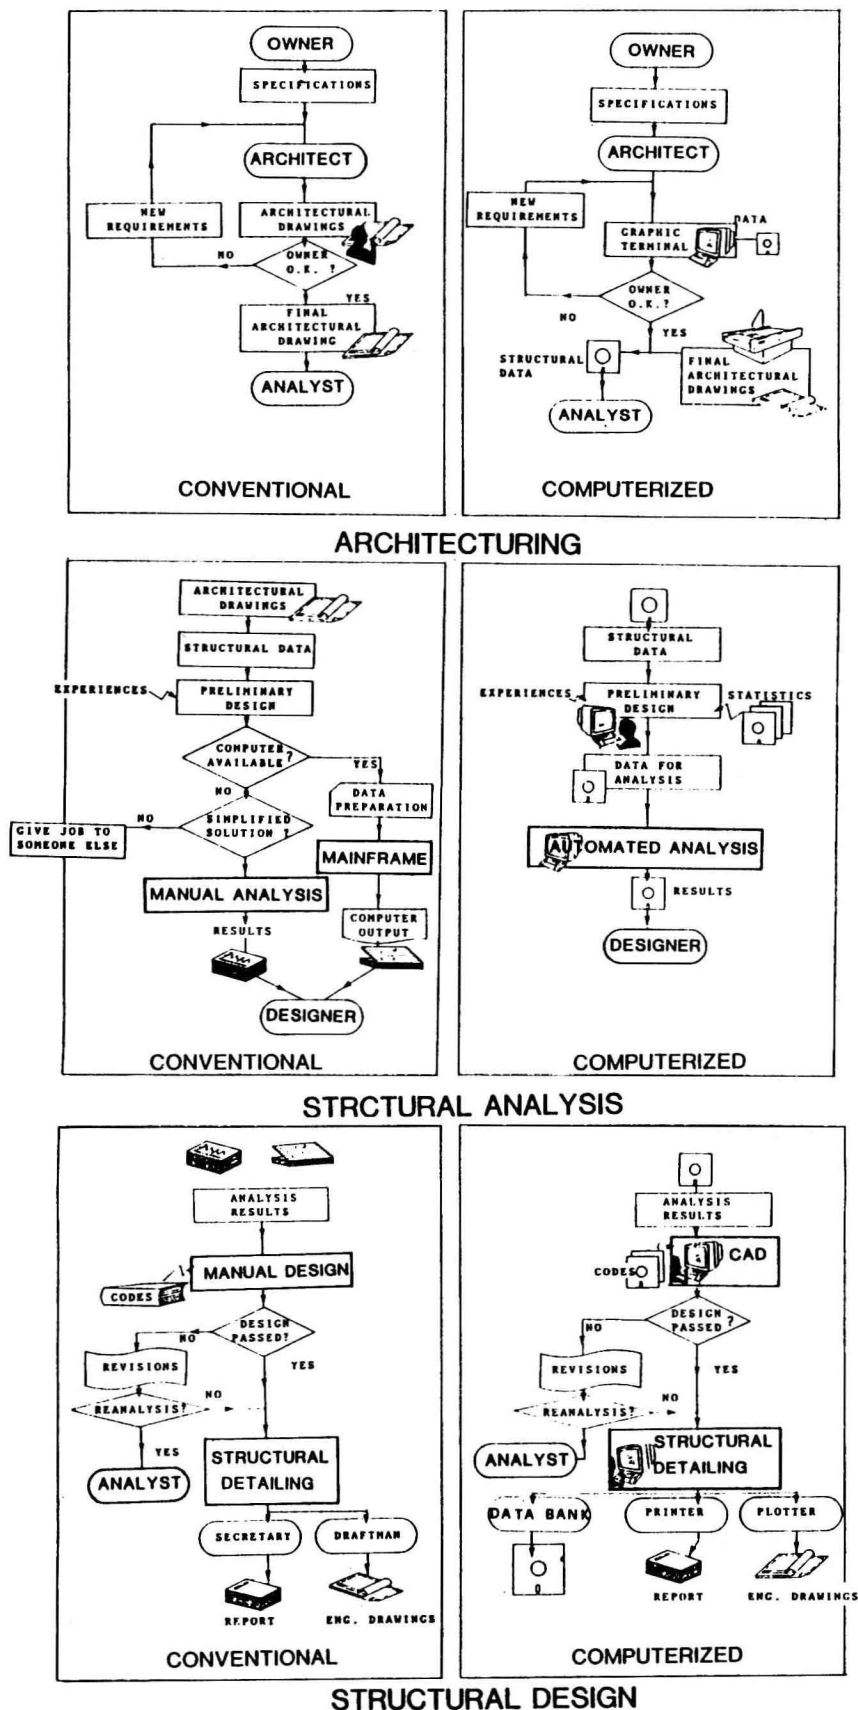 OWNER
SPECIFICATIONS
ARCHITECT
NEW
REQUIREMENTS
ARCHITECTURAL
DRAWINGS
NO
OWNER
O.K. ?
YES
FINAL
ARCHITECTURAL
DRAWING
ANALYST
CONVENTIONAL
OWNER
SPECIFICATIONS
ARCHITECT
NEW
REQUIREMENTS
GRAPHIC
TERMINAL
DATA
OWNER
O.K.?
NO
YES
STRUCTURAL
DATA
FINAL
ARCHITECTURAL
DRAWINGS
ANALYST
COMPUTERIZED
ARCHITECTURING
ARCHITECTURAL
DRAWINGS
STRUCTURAL DATA
EXPERIENCES
PRELIMINARY
DESIGN
COMPUTER
AVAILABLE?
YES
NO
DATA
PREPARATION
SIMPLIFIED
SOLUTION ?
NO
GIVE JOB TO
SOMEONE ELSE
MAINFRAME
MANUAL ANALYSIS
RESULTS
COMPUTER
OUTPUT
DESIGNER
CONVENTIONAL
STRUCTURAL
DATA
EXPERIENCES
PRELIMINARY
DESIGN
STATISTICS
DATA FOR
ANALYSIS
AUTOMATED ANALYSIS
RESULTS
DESIGNER
COMPUTERIZED
STRCTURAL ANALYSIS
ANALYSIS
RESULTS
MANUAL DESIGN
CODES
DESIGN
PASSED?
NO
YES
REVISIONS
NO
REANALYSIS?
YES
ANALYST
STRUCTURAL
DETAILING
SECRETARY
DRAFTMAN
REPORT
ENG. DRAWINGS
CONVENTIONAL
ANALYSIS
RESULTS
CAD
CODES
DESIGN
PASSED ?
NO
YES
REVISIONS
NO
REANALYSIS?
ANALYST
STRUCTURAL
DETAILING
DATA BANK
PRINTER
PLOTTER
REPORT
ENG. DRAWINGS
COMPUTERIZED
STRUCTURAL DESIGN